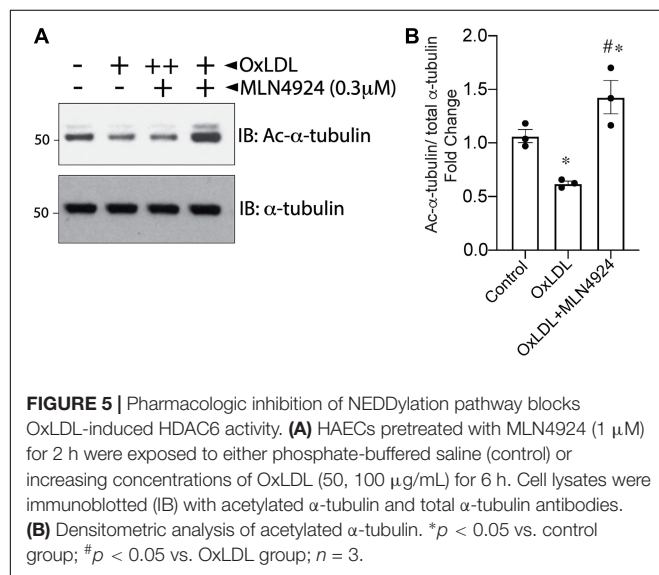 A
- + ++ + ◄OxLDL
- - + + ◄MLN4924 (0.3μM)
50 - IB: Ac-α-tubulin
50 - IB: α-tubulin
B
Ac-α-tubulin/ total α-tubulin
Fold Change
2.0
1.5
1.0
0.5
0.0
*
#*
Control
OxLDL
OxLDL+MLN4924
FIGURE 5 | Pharmacologic inhibition of NEDDylation pathway blocks
OxLDL-induced HDAC6 activity. (A) HAECs pretreated with MLN4924 (1 μM)
for 2 h were exposed to either phosphate-buffered saline (control) or
increasing concentrations of OxLDL (50, 100 μg/mL) for 6 h. Cell lysates were
immunoblotted (IB) with acetylated α-tubulin and total α-tubulin antibodies.
(B) Densitometric analysis of acetylated α-tubulin. *p < 0.05 vs. control
group; #p < 0.05 vs. OxLDL group; n = 3.